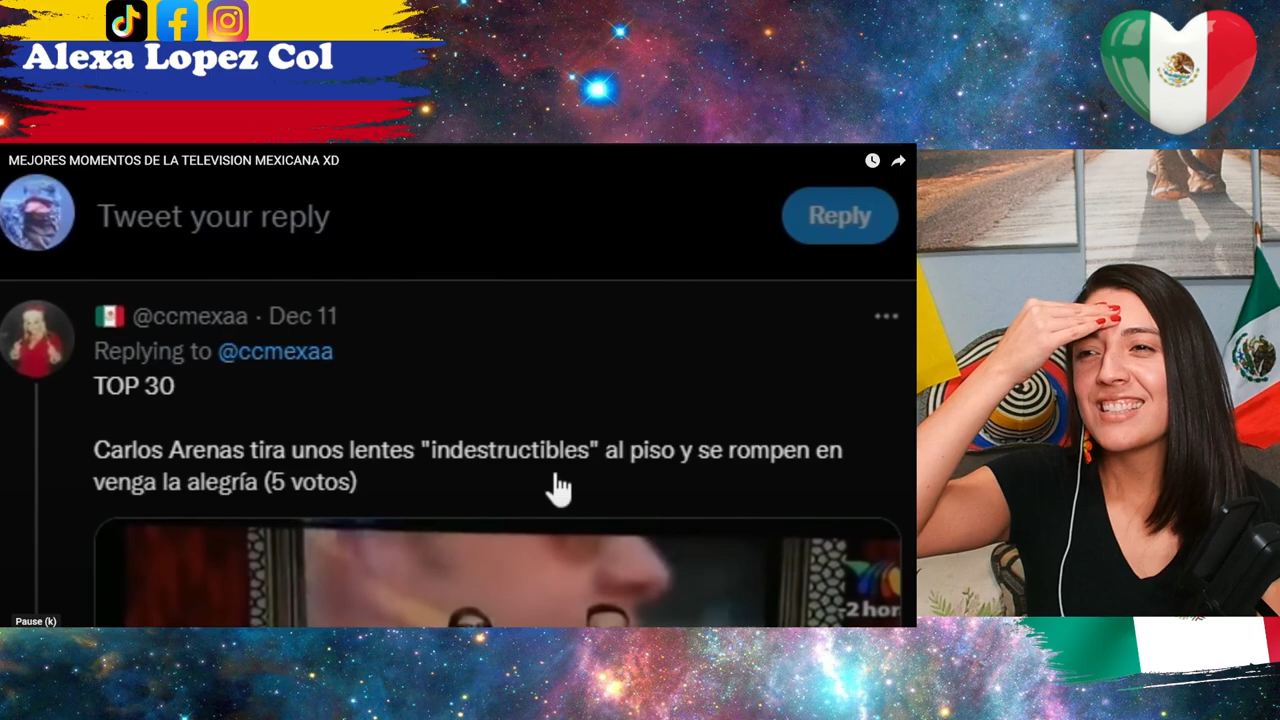 Alexa Lopez Col
MEJORES MOMENTOS DE LA TELEVISION MEXICANA XD
Tweet your reply
Reply
@ccmexaa · Dec 11
Replying to @ccmexaa
TOP 30
Carlos Arenas tira unos lentes "indestructibles" al piso y se rompen en
venga la alegría (5 votos)
-2 hor
Pause (k)